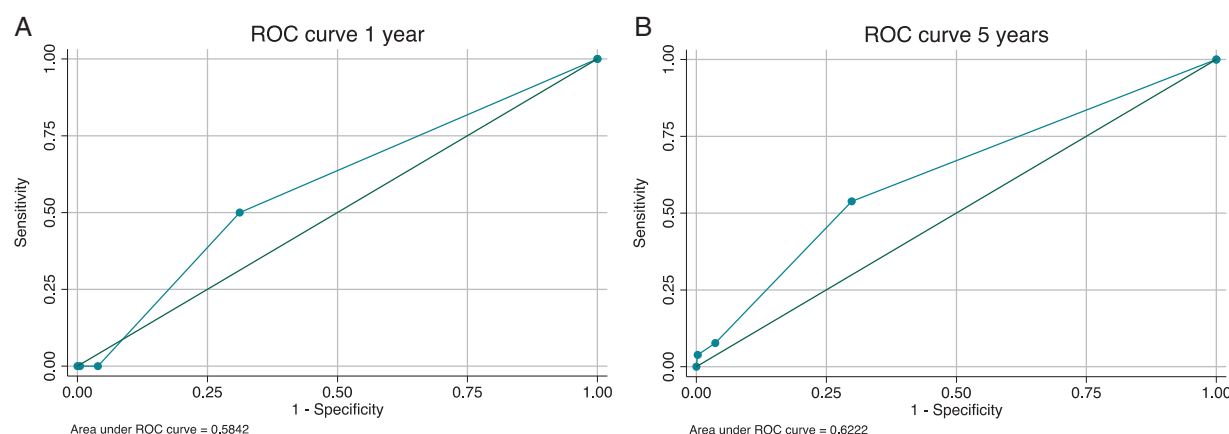 A
ROC curve 1 year
1.00
0.75
0.50
0.25
0.00
Sensitivity
0.00
0.25
0.50
0.75
1.00
1 - Specificity
Area under ROC curve = 0.5842
B
ROC curve 5 years
1.00
0.75
0.50
0.25
0.00
Sensitivity
0.00
0.25
0.50
0.75
1.00
1 - Specificity
Area under ROC curve = 0.6222